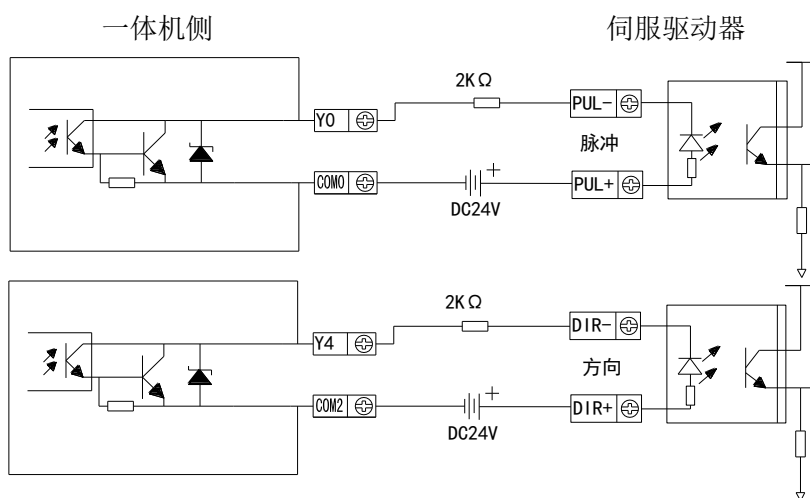 一体机侧 伺服驱动器
2KΩ
Y0 PUL-
脉冲
COM0 PUL+
DC24V
2KΩ
Y4 DIR-
方向
COM2 DIR+
DC24V